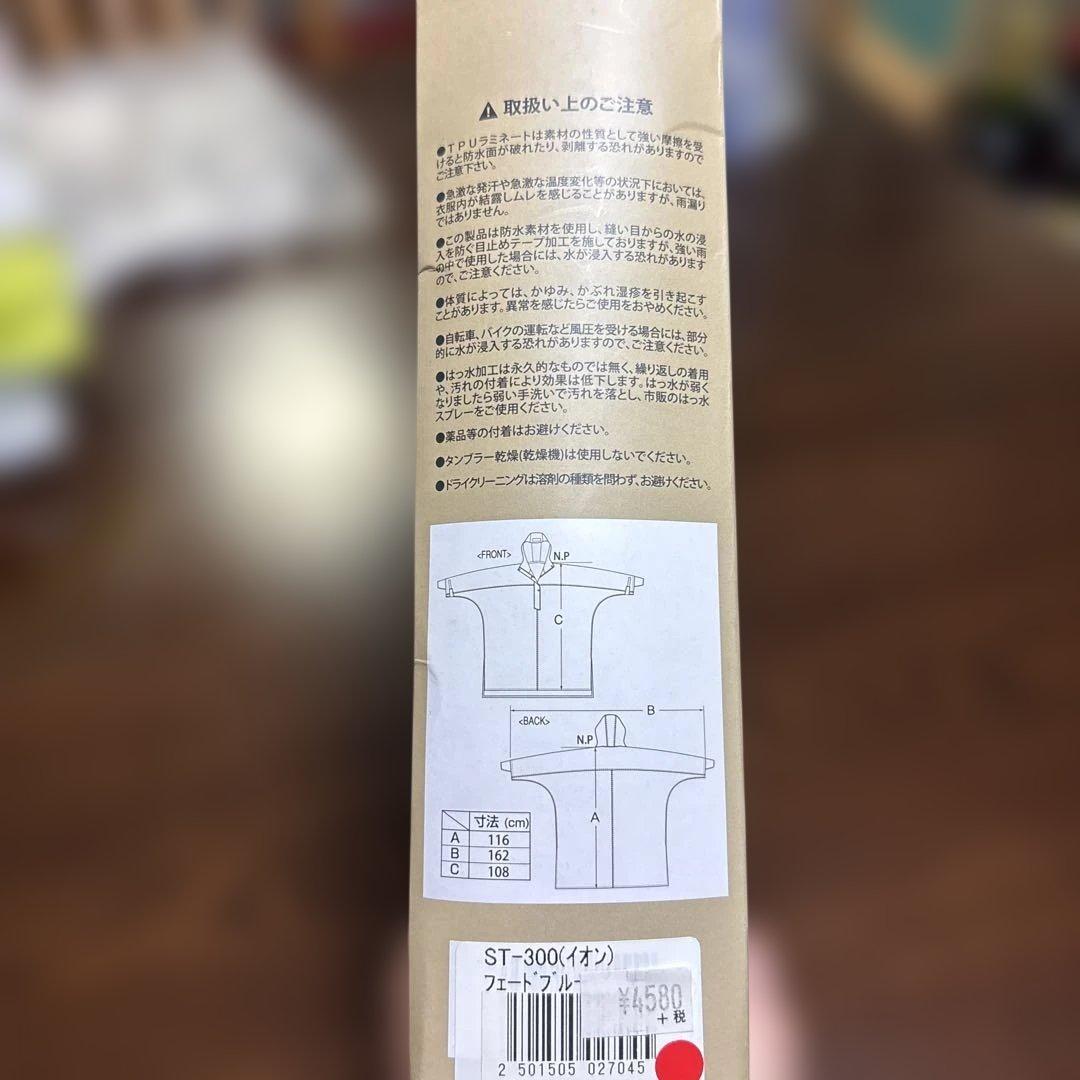 取扱い上のご注意
●TPUラミネートは素材の性質として強い摩擦を受
けると防水面が破れたり、剥離する恐れがありますので
ご注意下さい。
●急激な発汗や急激な温度変化等の状況下においては、
衣服内が結露しムレを感じることがありますが、雨漏り
ではありません。
●この製品は防水素材を使用し、縫い目からの水の浸
入を防ぐ目止めテープ加工を施しておりますが、強い雨
の中で使用した場合には、水が浸入する恐れがあります
ので、ご注意ください。
●体質によっては、かゆみ、かぶれ湿疹を引き起こす
ことがあります。異常を感じたらご使用をおやめください。
●自転車、バイクの運転など風圧を受ける場合には、部分
的に水が浸入する恐れがありますので、ご注意ください。
●はっ水加工は永久的なものでは無く、繰り返しの着用
や、汚れの付着により効果は低下します。はっ水が弱く
なりましたら弱い手洗いで汚れを落とし、市販のはっ水
スプレーをご使用ください。
●薬品等の付着はお避けください。
●タンブラー乾燥(乾燥機)は使用しないでください。
●ドライクリーニングは溶剤の種類を問わず、お避けください。
<FRONT>
N.P
C
B
<BACK>
N.P
A
寸法 (cm)
A 116
B 162
C 108
ST-300(イオン)
フェードブルー
¥4580
+税
2 501505 027045